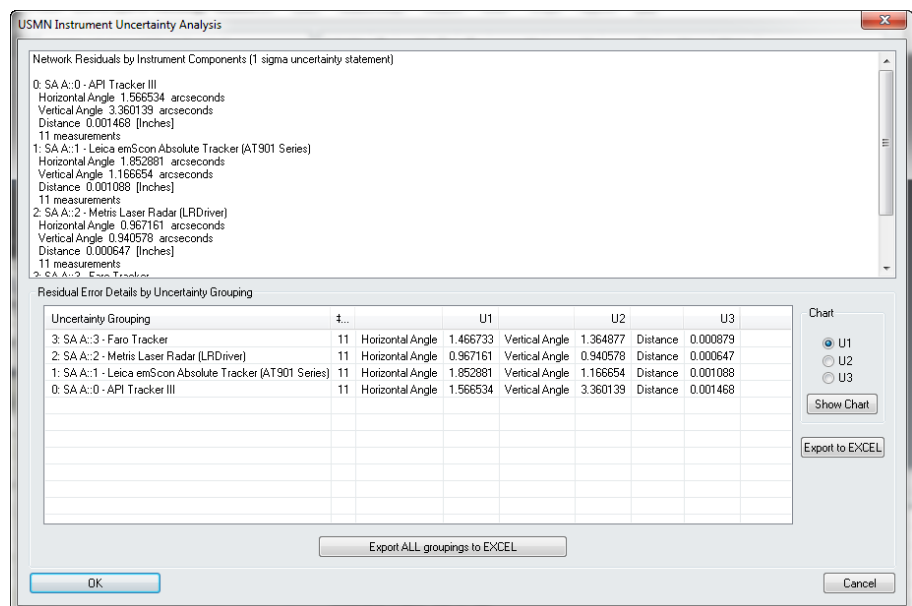 USMN Instrument Uncertainty Analysis
Network Residuals by Instrument Components (1 sigma uncertainty statement)
0: SA A::0 - API Tracker III
Horizontal Angle 1.566534 arcseconds
Vertical Angle 3.360139 arcseconds
Distance 0.001468 [Inches]
11 measurements
1: SA A::1 - Leica emScon Absolute Tracker (AT901 Series)
Horizontal Angle 1.852881 arcseconds
Vertical Angle 1.166654 arcseconds
Distance 0.001088 [Inches]
11 measurements
2: SA A::2 - Metris Laser Radar (LRDriver)
Horizontal Angle 0.967161 arcseconds
Vertical Angle 0.940578 arcseconds
Distance 0.000647 [Inches]
11 measurements
3: SA A::3 - Faro Tracker
Residual Error Details by Uncertainty Grouping
Uncertainty Grouping ‡... U1 U2 U3
3: SA A::3 - Faro Tracker 11 Horizontal Angle 1.466733 Vertical Angle 1.364877 Distance 0.000879
2: SA A::2 - Metris Laser Radar (LRDriver) 11 Horizontal Angle 0.967161 Vertical Angle 0.940578 Distance 0.000647
1: SA A::1 - Leica emScon Absolute Tracker (AT901 Series) 11 Horizontal Angle 1.852881 Vertical Angle 1.166654 Distance 0.001088
0: SA A::0 - API Tracker III 11 Horizontal Angle 1.566534 Vertical Angle 3.360139 Distance 0.001468
Chart
U1
U2
U3
Show Chart
Export to EXCEL
Export ALL groupings to EXCEL
OK
Cancel